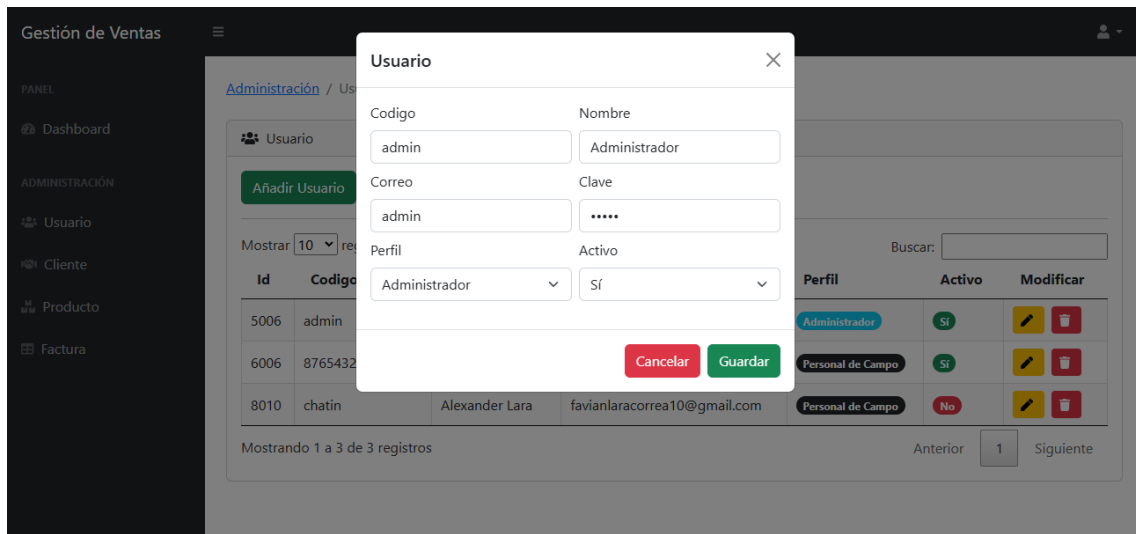 Gestión de Ventas
PANEL
Dashboard
ADMINISTRACIÓN
Usuario
Cliente
Producto
Factura
Administración / Us
Usuario
Añadir Usuario
Mostrar 10 re
Buscar:
Id Codigo Perfil Activo Modificar
5006 admin Administrador Sí
6006 8765432 Personal de Campo Sí
8010 chatin Alexander Lara favianlaracorrea10@gmail.com Personal de Campo No
Mostrando 1 a 3 de 3 registros
Anterior 1 Siguiente
Usuario
Codigo Nombre
admin Administrador
Correo Clave
admin •••••
Perfil Activo
Administrador Sí
Cancelar Guardar